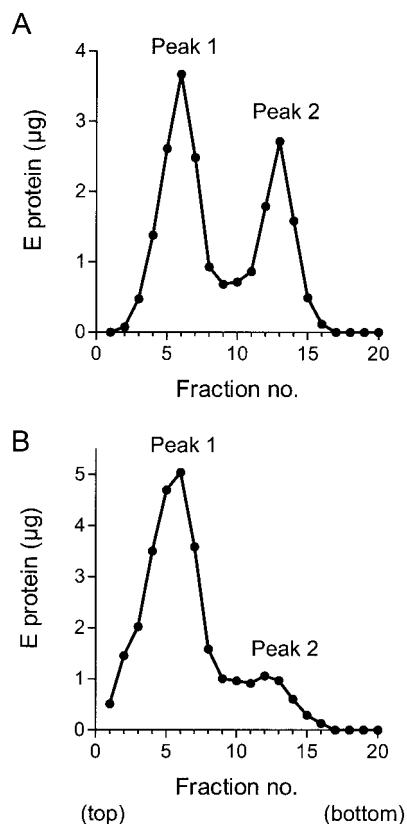 A
Peak 1
Peak 2
E protein (µg)
4
3
2
1
0
0 5 10 15 20
Fraction no.
B
Peak 1
Peak 2
E protein (µg)
5
4
3
2
1
0
0 5 10 15 20
Fraction no.
(top) (bottom)